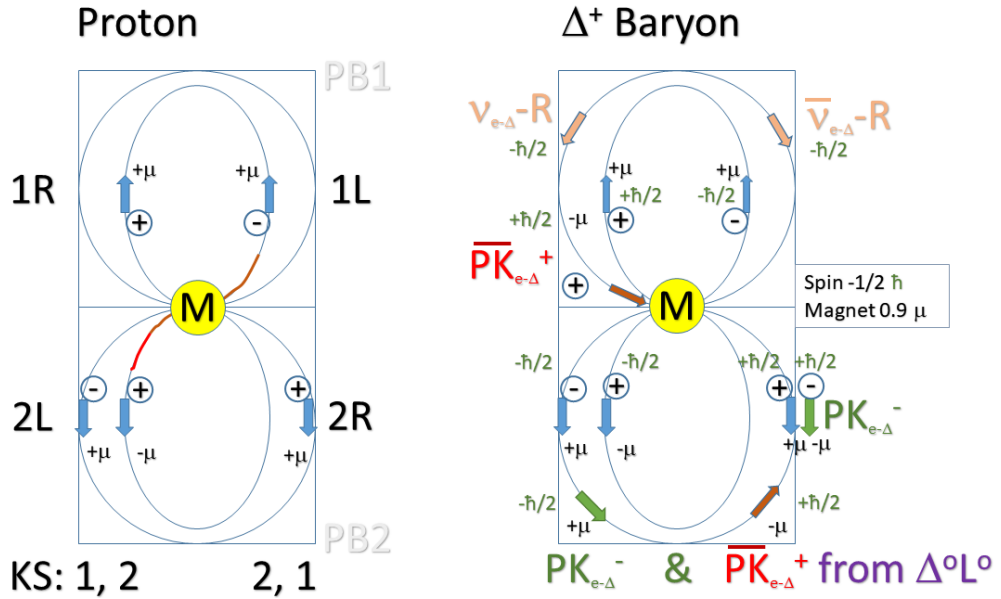 Proton
PB1
1R
1L
+μ
+μ
+
-
M
-
+
+
2L
2R
+μ
-μ
+μ
PB2
KS: 1, 2
2, 1
Δ⁺ Baryon
νₑ₋Δ-R
ν̅ₑ₋Δ-R
-ħ/2
-ħ/2
+μ
+μ
+ħ/2
-ħ/2
+ħ/2
-μ
+
-
P̅K̅ₑ₋Δ⁺
+
M
Spin -1/2 ħ
Magnet 0.9 μ
-ħ/2
-ħ/2
+ħ/2
+ħ/2
-
+
+
-
PKₑ₋Δ⁻
+μ
-μ
+μ
-μ
-ħ/2
+ħ/2
+μ
-μ
PKₑ₋Δ⁻ & P̅K̅ₑ₋Δ⁺ from Δ⁰L⁰